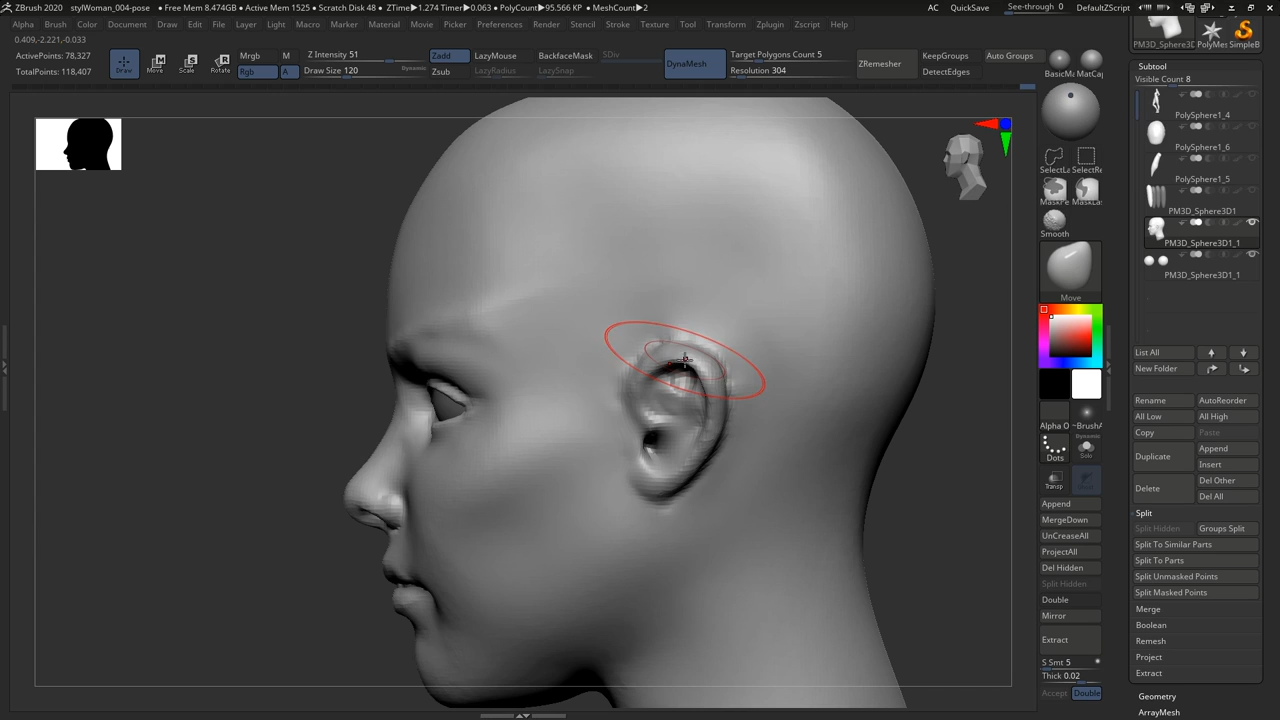 ZBrush 2020 • stylWoman_004-pose • Free Mem 8.474GB • Active Mem 1525 • Scratch Disk 48 • ZTime▶1.274 Timer▶0.063 • PolyCount▶95.566 KP • MeshCount▶2 AC QuickSave See-through 0 DefaultZScript
Alpha Brush Color Document Draw Edit File Layer Light Macro Marker Material Movie Picker Preferences Render Stencil Stroke Texture Tool Transform Zplugin Zscript Help
0.409,-2.221,-0.033
ActivePoints: 78,327
TotalPoints: 118,407
Draw Move Scale Rotate
Mrgb M
Rgb A
Z Intensity 51
Draw Size 120 Dynamic
Zadd
Zsub
LazyMouse
LazyRadius
BackfaceMask
LazySnap
SDiv
DynaMesh
Target Polygons Count 5
Resolution 304
ZRemesher
KeepGroups
DetectEdges
Auto Groups
BasicMa MatCap
SelectLa SelectRe
MaskPe MaskLas
Smooth
Move
Alpha O ~BrushA
Dots
Dynamic
Solo
Transp
Append
MergeDown
UnCreaseAll
ProjectAll
Del Hidden
Split Hidden
Double
Mirror
Extract
S Smt 5
Thick 0.02
Accept Double
PM3D_Sphere3D PolyMes SimpleB
Subtool
Visible Count 8
PolySphere1_4
PolySphere1_6
PolySphere1_5
PM3D_Sphere3D1
PM3D_Sphere3D1_1
PM3D_Sphere3D1_1
List All
New Folder
Rename AutoReorder
All Low All High
Copy Paste
Duplicate
Append
Insert
Delete
Del Other
Del All
Split
Split Hidden Groups Split
Split To Similar Parts
Split To Parts
Split Unmasked Points
Split Masked Points
Merge
Boolean
Remesh
Project
Extract
Geometry
ArrayMesh